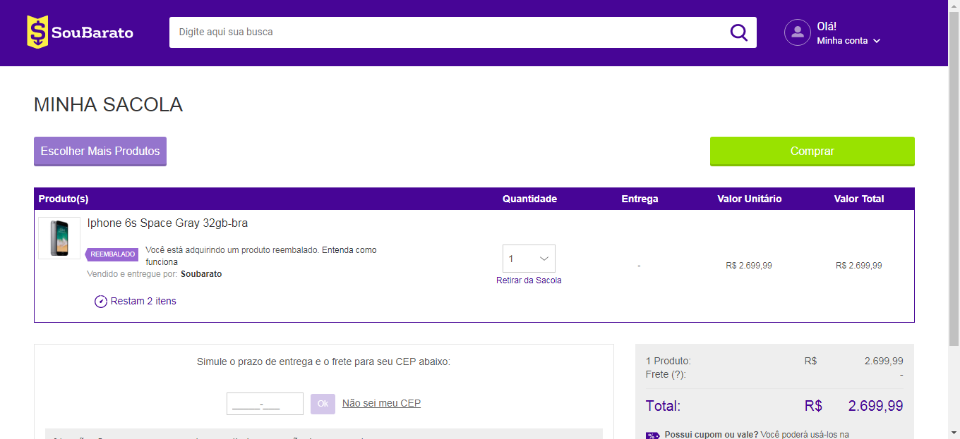 SouBarato
Digite aqui sua busca
Olá!
Minha conta
MINHA SACOLA
Escolher Mais Produtos
Comprar
Produto(s) Quantidade Entrega Valor Unitário Valor Total
Iphone 6s Space Gray 32gb-bra
REEMBALADO Você está adquirindo um produto reembalado. Entenda como
funciona
Vendido e entregue por: Soubarato
1
Retirar da Sacola
- R$ 2.699,99 R$ 2.699,99
Restam 2 itens
Simule o prazo de entrega e o frete para seu CEP abaixo:
_____-___ Ok Não sei meu CEP
1 Produto: R$ 2.699,99
Frete (?): -
Total: R$ 2.699,99
Possui cupom ou vale? Você poderá usá-los na